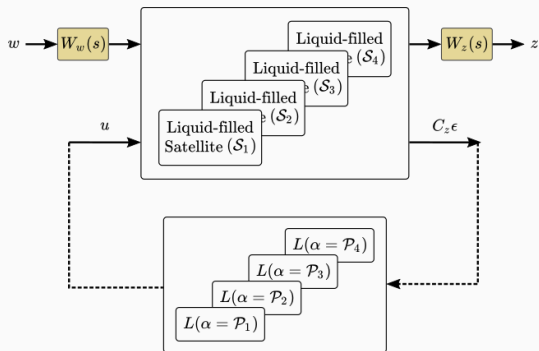 w
W_w(s)
W_z(s)
z
Liquid-filled
e (S_4)
Liquid-filled
e (S_3)
Liquid-filled
e (S_2)
Liquid-filled
Satellite (S_1)
u
C_z ϵ
L(α = P_4)
L(α = P_3)
L(α = P_2)
L(α = P_1)